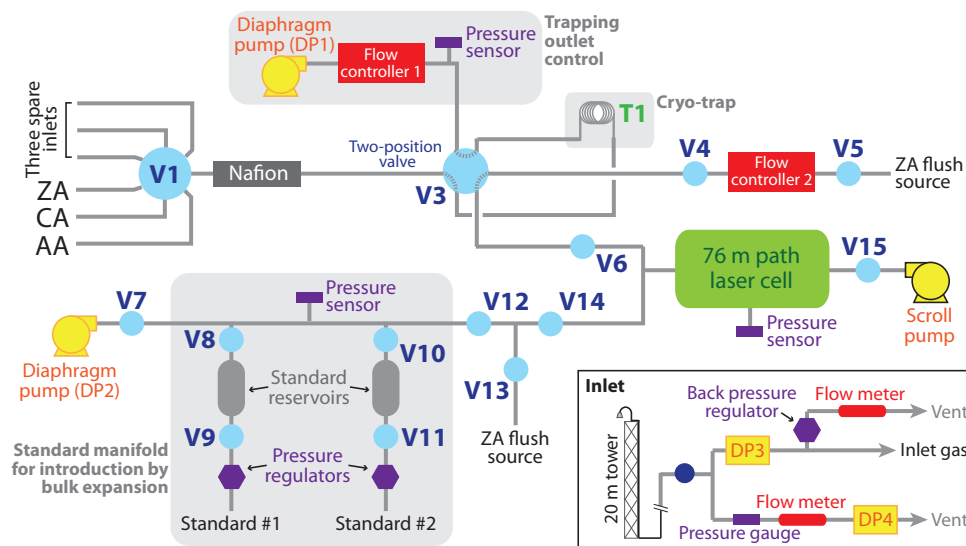 Diaphragm
pump (DP1)
Flow
controller 1
Pressure
sensor
Trapping
outlet
control
Three spare
inlets
ZA
CA
AA
V1
Nafion
Two-position
valve
V3
T1
Cryo-trap
V4
Flow
controller 2
V5
ZA flush
source
V6
76 m path
laser cell
V15
Scroll
pump
Pressure
sensor
V7
Diaphragm
pump (DP2)
Pressure
sensor
V8
V10
V12
V14
V13
Standard
reservoirs
V9
V11
Pressure
regulators
Standard #1
Standard #2
Standard manifold
for introduction by
bulk expansion
ZA flush
source
Inlet
20 m tower
Back pressure
regulator
Flow meter
Vent
DP3
Inlet gas
Flow meter
Pressure gauge
DP4
Vent